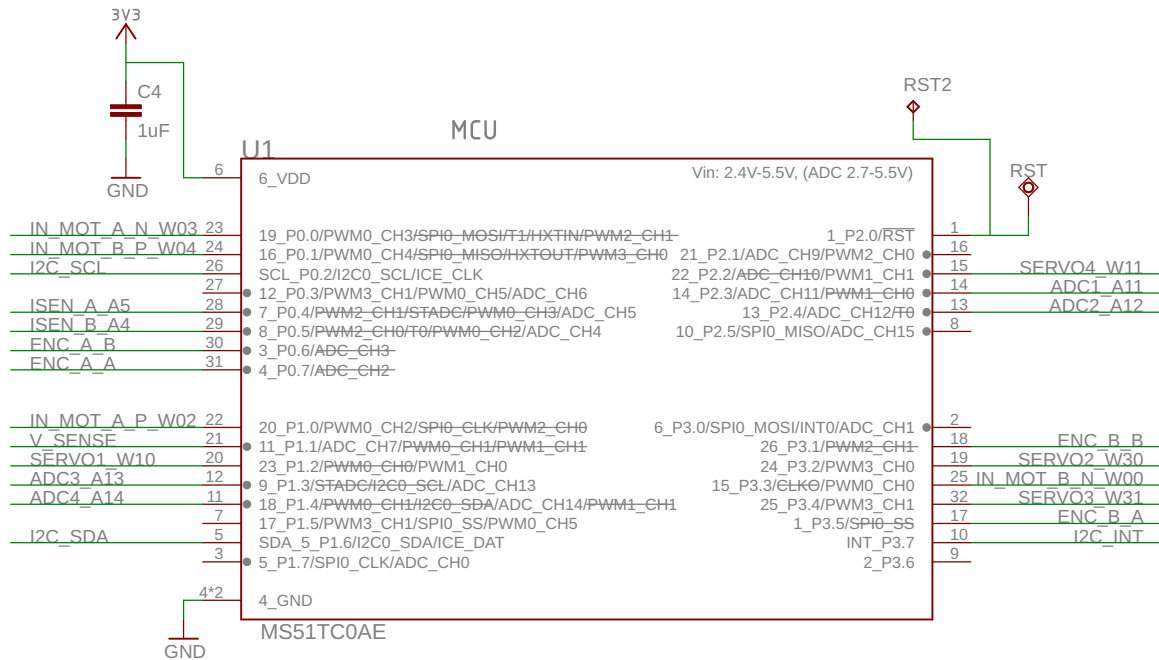 3V3
C4
1uF
GND
MCU
RST2
RST
U1
Vin: 2.4V-5.5V, (ADC 2.7-5.5V)
6 6_VDD
IN_MOT_A_N_W03 23 19_P0.0/PWM0_CH3/SPI0_MOSI/T1/HXTIN/PWM2_CH1
IN_MOT_B_P_W04 24 16_P0.1/PWM0_CH4/SPI0_MISO/HXTOUT/PWM3_CH0
I2C_SCL 26 SCL_P0.2/I2C0_SCL/ICE_CLK
27 12_P0.3/PWM3_CH1/PWM0_CH5/ADC_CH6
ISEN_A_A5 28 7_P0.4/PWM2_CH1/STADC/PWM0_CH3/ADC_CH5
ISEN_B_A4 29 8_P0.5/PWM2_CH0/T0/PWM0_CH2/ADC_CH4
ENC_A_B 30 3_P0.6/ADC_CH3
ENC_A_A 31 4_P0.7/ADC_CH2
IN_MOT_A_P_W02 22 20_P1.0/PWM0_CH2/SPI0_CLK/PWM2_CH0
V_SENSE 21 11_P1.1/ADC_CH7/PWM0_CH1/PWM1_CH1
SERVO1_W10 20 23_P1.2/PWM0_CH0/PWM1_CH0
ADC3_A13 12 9_P1.3/STADC/I2C0_SCL/ADC_CH13
ADC4_A14 11 18_P1.4/PWM0_CH1/I2C0_SDA/ADC_CH14/PWM1_CH1
7 17_P1.5/PWM3_CH1/SPI0_SS/PWM0_CH5
I2C_SDA 5 SDA_5_P1.6/I2C0_SDA/ICE_DAT
3 5_P1.7/SPI0_CLK/ADC_CH0
4*2 4_GND
GND
1_P2.0/RST 1
21_P2.1/ADC_CH9/PWM2_CH0 16
22_P2.2/ADC_CH10/PWM1_CH1 15 SERVO4_W11
14_P2.3/ADC_CH11/PWM1_CH0 14 ADC1_A11
13_P2.4/ADC_CH12/T0 13 ADC2_A12
10_P2.5/SPI0_MISO/ADC_CH15 8
6_P3.0/SPI0_MOSI/INT0/ADC_CH1 2
26_P3.1/PWM2_CH1 18 ENC_B_B
24_P3.2/PWM3_CH0 19 SERVO2_W30
15_P3.3/CLKO/PWM0_CH0 25 IN_MOT_B_N_W00
25_P3.4/PWM3_CH1 32 SERVO3_W31
1_P3.5/SPI0_SS 17 ENC_B_A
INT_P3.7 10 I2C_INT
2_P3.6 9
MS51TC0AE